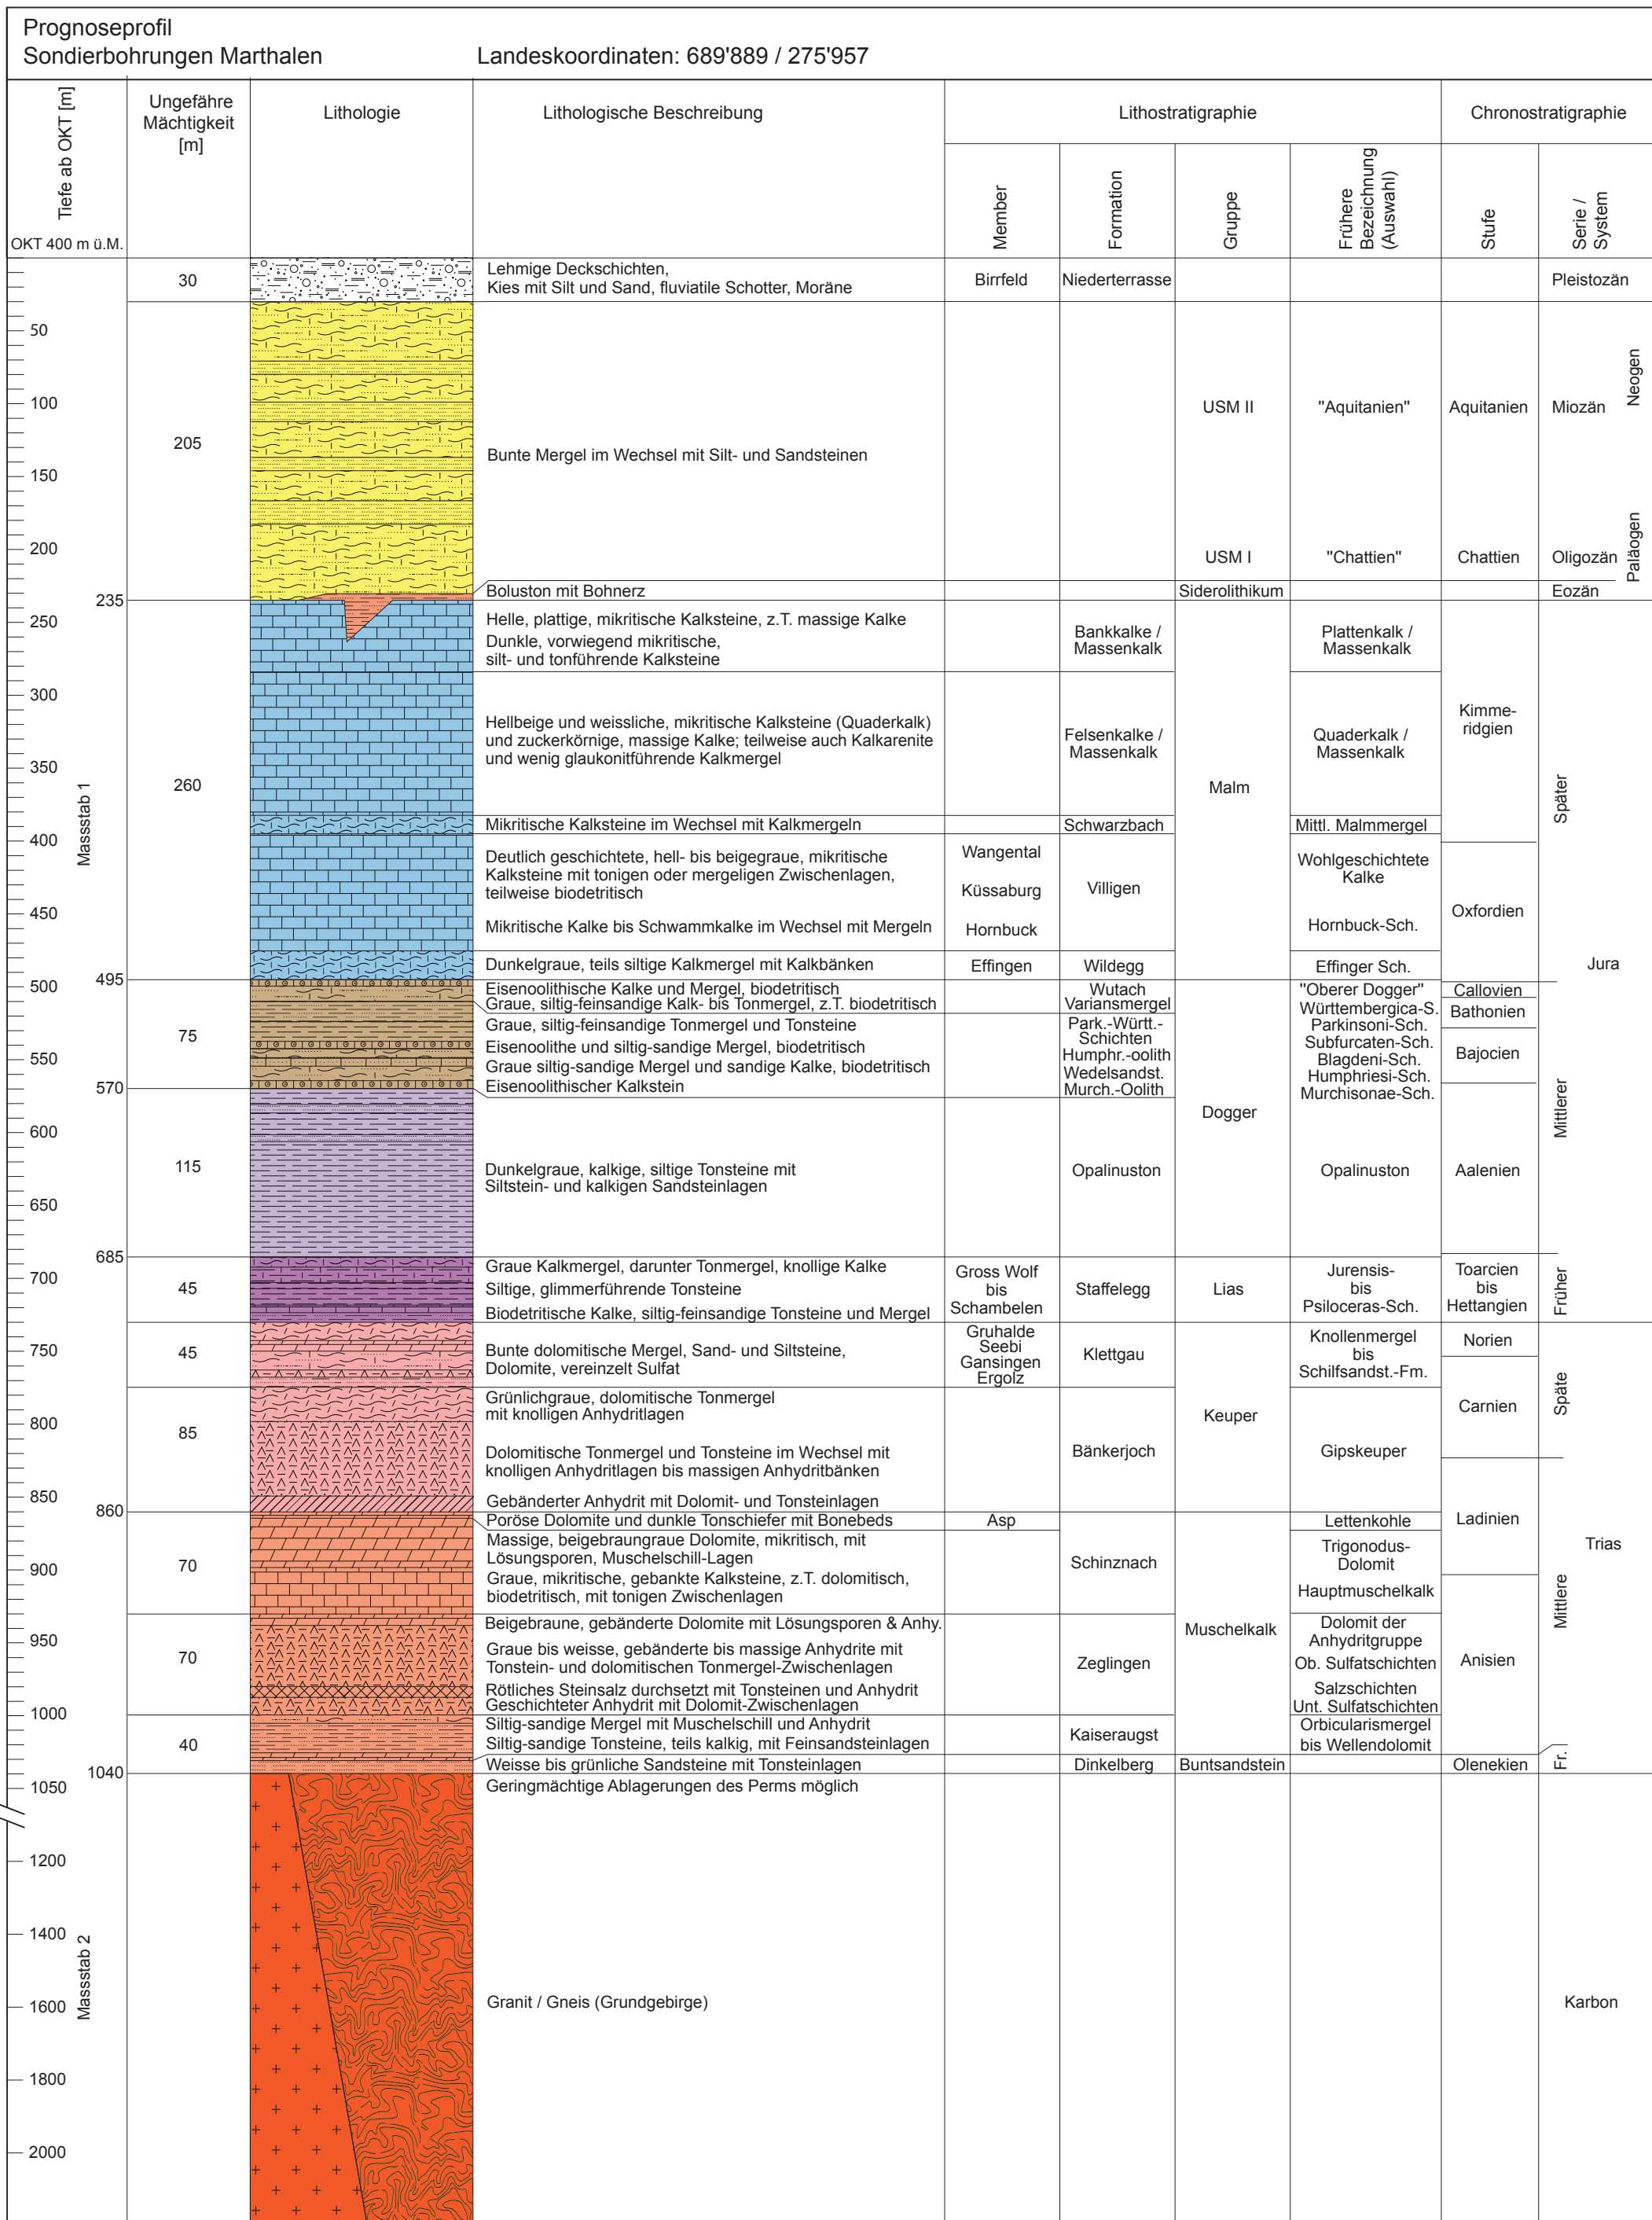 Prognoseprofil
Sondierbohrungen Marthalen Landeskoordinaten: 689'889 / 275'957
Tiefe ab OKT [m]
OKT 400 m ü.M.
Ungefähre
Mächtigkeit
[m]
Lithologie
Lithologische Beschreibung
Lithostratigraphie
Chronostratigraphie
Member
Formation
Gruppe
Frühere
Bezeichnung
(Auswahl)
Stufe
Serie /
System
30
Lehmige Deckschichten,
Kies mit Silt und Sand, fluviatile Schotter, Moräne
Birrfeld
Niederterrasse
Pleistozän
50
100
150
200
205
Bunte Mergel im Wechsel mit Silt- und Sandsteinen
USM II
"Aquitanien"
Aquitanien
Miozän
Neogen
USM I
"Chattien"
Chattien
Oligozän
Paläogen
Boluston mit Bohnerz
Siderolithikum
Eozän
235
250
300
350
400
450
Massstab 1
260
Helle, plattige, mikritische Kalksteine, z.T. massige Kalke
Dunkle, vorwiegend mikritische,
silt- und tonführende Kalksteine
Bankkalke /
Massenkalk
Plattenkalk /
Massenkalk
Hellbeige und weissliche, mikritische Kalksteine (Quaderkalk)
und zuckerkörnige, massige Kalke; teilweise auch Kalkarenite
und wenig glaukonitführende Kalkmergel
Felsenkalke /
Massenkalk
Quaderkalk /
Massenkalk
Kimme-
ridgien
Malm
Später
Mikritische Kalksteine im Wechsel mit Kalkmergeln
Schwarzbach
Mittl. Malmmergel
Deutlich geschichtete, hell- bis beigegraue, mikritische
Kalksteine mit tonigen oder mergeligen Zwischenlagen,
teilweise biodetritisch
Mikritische Kalke bis Schwammkalke im Wechsel mit Mergeln
Wangental
Küssaburg
Hornbuck
Villigen
Wohlgeschichtete
Kalke
Hornbuck-Sch.
Oxfordien
Dunkelgraue, teils siltige Kalkmergel mit Kalkbänken
Effingen
Wildegg
Effinger Sch.
Jura
495
500
550
570
75
Eisenoolithische Kalke und Mergel, biodetritisch
Graue, siltig-feinsandige Kalk- bis Tonmergel, z.T. biodetritisch
Graue, siltig-feinsandige Tonmergel und Tonsteine
Eisenoolithe und siltig-sandige Mergel, biodetritisch
Graue siltig-sandige Mergel und sandige Kalke, biodetritisch
Eisenoolithischer Kalkstein
Wutach
Variansmergel
Park.-Württ.-
Schichten
Humphr.-oolith
Wedelsandst.
Murch.-Oolith
"Oberer Dogger"
Württembergica-S.
Parkinsoni-Sch.
Subfurcaten-Sch.
Blagdeni-Sch.
Humphriesi-Sch.
Murchisonae-Sch.
Callovien
Bathonien
Bajocien
Dogger
Mittlerer
600
650
685
115
Dunkelgraue, kalkige, siltige Tonsteine mit
Siltstein- und kalkigen Sandsteinlagen
Opalinuston
Opalinuston
Aalenien
700
45
Graue Kalkmergel, darunter Tonmergel, knollige Kalke
Siltige, glimmerführende Tonsteine
Biodetritische Kalke, siltig-feinsandige Tonsteine und Mergel
Gross Wolf
bis
Schambelen
Staffelegg
Lias
Jurensis-
bis
Psiloceras-Sch.
Toarcien
bis
Hettangien
Früher
750
45
Bunte dolomitische Mergel, Sand- und Siltsteine,
Dolomite, vereinzelt Sulfat
Gruhalde
Seebi
Gansingen
Ergolz
Klettgau
Knollenmergel
bis
Schilfsandst.-Fm.
Norien
800
850
860
85
Grünlichgraue, dolomitische Tonmergel
mit knolligen Anhydritlagen
Dolomitische Tonmergel und Tonsteine im Wechsel mit
knolligen Anhydritlagen bis massigen Anhydritbänken
Gebänderter Anhydrit mit Dolomit- und Tonsteinlagen
Bänkerjoch
Keuper
Gipskeuper
Carnien
Späte
Ladinien
Trias
900
70
Poröse Dolomite und dunkle Tonschiefer mit Bonebeds
Massige, beigebraungraue Dolomite, mikritisch, mit
Lösungsporen, Muschelschill-Lagen
Graue, mikritische, gebankte Kalksteine, z.T. dolomitisch,
biodetritisch, mit tonigen Zwischenlagen
Asp
Schinznach
Lettenkohle
Trigonodus-
Dolomit
Hauptmuschelkalk
Muschelkalk
Mittlere
950
1000
70
Beigebraune, gebänderte Dolomite mit Lösungsporen & Anhy.
Graue bis weisse, gebänderte bis massige Anhydrite mit
Tonstein- und dolomitischen Tonmergel-Zwischenlagen
Rötliches Steinsalz durchsetzt mit Tonsteinen und Anhydrit
Geschichteter Anhydrit mit Dolomit-Zwischenlagen
Zeglingen
Dolomit der
Anhydritgruppe
Ob. Sulfatschichten
Salzschichten
Unt. Sulfatschichten
Anisien
40
Siltig-sandige Mergel mit Muschelschill und Anhydrit
Siltig-sandige Tonsteine, teils kalkig, mit Feinsandsteinlagen
Kaiseraugst
Orbicularismergel
bis Wellendolomit
Weisse bis grünliche Sandsteine mit Tonsteinlagen
Dinkelberg
Buntsandstein
Olenekien
Fr.
1040
1050
Geringmächtige Ablagerungen des Perms möglich
1200
1400
1600
1800
2000
Massstab 2
Granit / Gneis (Grundgebirge)
Karbon